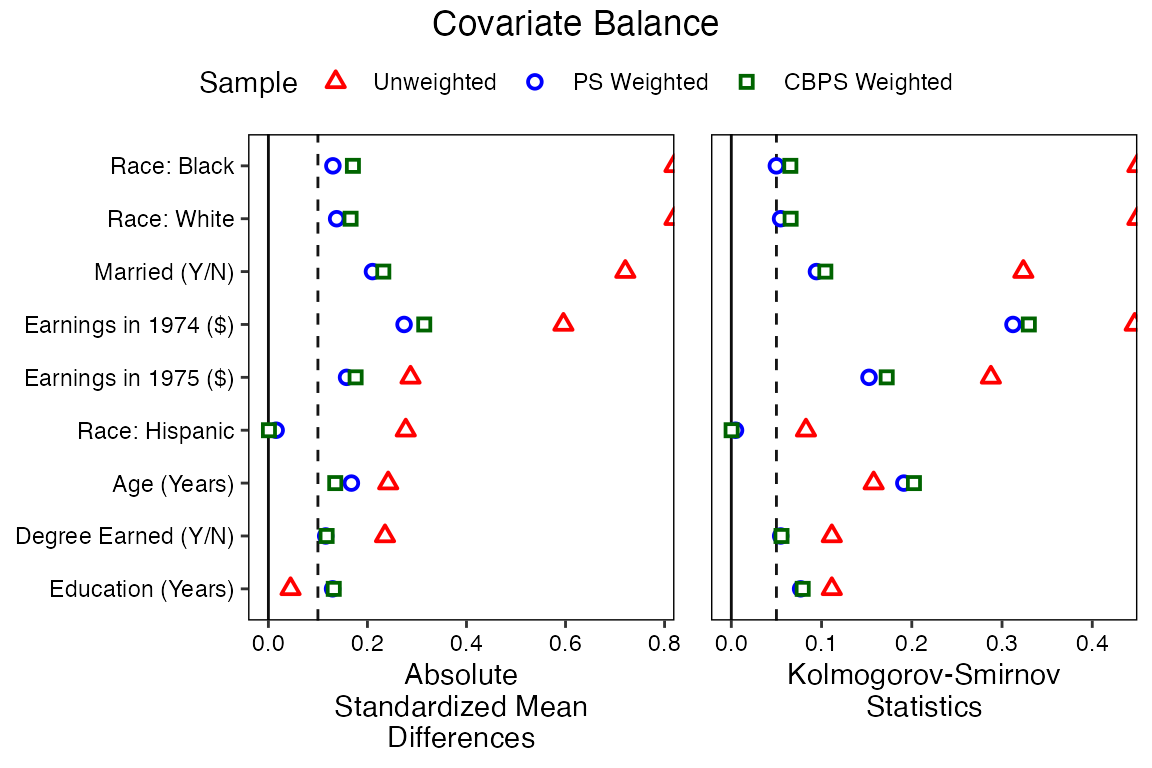 Covariate Balance
Sample Unweighted PS Weighted CBPS Weighted
Race: Black
Race: White
Married (Y/N)
Earnings in 1974 ($)
Earnings in 1975 ($)
Race: Hispanic
Age (Years)
Degree Earned (Y/N)
Education (Years)
0.0 0.2 0.4 0.6 0.8
Absolute
Standardized Mean
Differences
0.0 0.1 0.2 0.3 0.4
Kolmogorov-Smirnov
Statistics